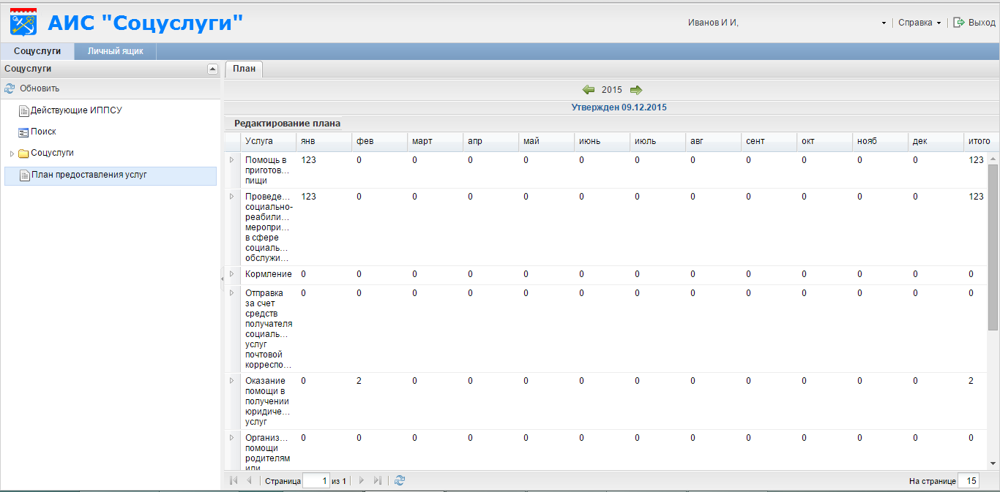 АИС "Соцуслуги"
Иванов И И,
Справка
Выход
Соцуслуги
Личный ящик
Соцуслуги
Обновить
Действующие ИППСУ
Поиск
Соцуслуги
План предоставления услуг
План
2015
Утвержден 09.12.2015
Редактирование плана
Услуга янв фев март апр май июнь июль авг сент окт нояб дек итого
Помощь в 123 0 0 0 0 0 0 0 0 0 0 0 123
приготов...
пищи
Проведе... 123 0 0 0 0 0 0 0 0 0 0 0 123
социально-
реабили...
меропри...
в сфере
социаль...
обслужи...
Кормление 0 0 0 0 0 0 0 0 0 0 0 0 0
Отправка 0 0 0 0 0 0 0 0 0 0 0 0 0
за счет
средств
получателя
социаль...
услуг
почтовой
корреспо...
Оказание 0 2 0 0 0 0 0 0 0 0 0 0 2
помощи в
получении
юридиче...
услуг
Организ... 0 0 0 0 0 0 0 0 0 0 0 0 0
помощи
родителям
или
Страница 1 из 1
На странице 15